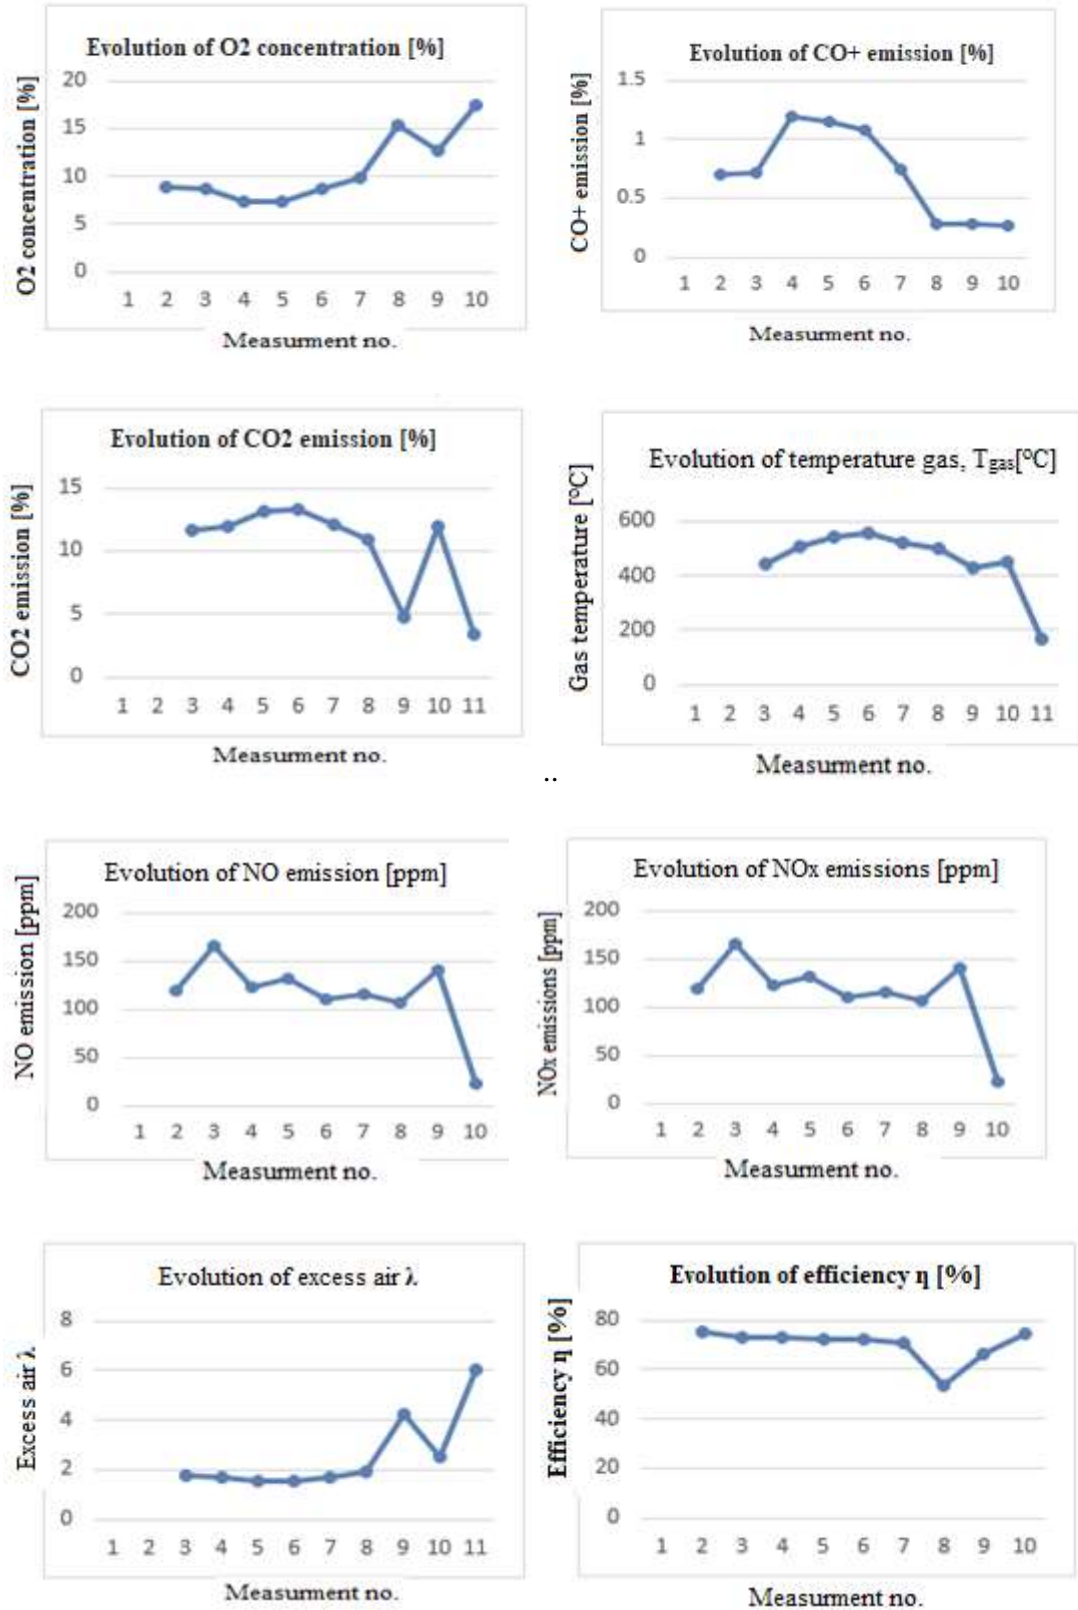 Evolution of O2 concentration [%]
O2 concentration [%]
20
15
10
5
0
1 2 3 4 5 6 7 8 9 10
Measurment no.
Evolution of CO+ emission [%]
CO+ emission [%]
1.5
1
0.5
0
1 2 3 4 5 6 7 8 9 10
Measurment no.
Evolution of CO2 emission [%]
CO2 emission [%]
15
10
5
0
1 2 3 4 5 6 7 8 9 10 11
Measurment no.
Evolution of temperature gas, Tgas[ºC]
Gas temperature [ºC]
600
400
200
0
1 2 3 4 5 6 7 8 9 10 11
Measurment no.
..
Evolution of NO emission [ppm]
NO emission [ppm]
200
150
100
50
0
1 2 3 4 5 6 7 8 9 10
Measurment no.
Evolution of NOx emissions [ppm]
NOx emissions [ppm]
200
150
100
50
0
1 2 3 4 5 6 7 8 9 10
Measurment no.
Evolution of excess air λ
Excess air λ
8
6
4
2
0
1 2 3 4 5 6 7 8 9 10 11
Measurment no.
Evolution of efficiency η [%]
Efficiency η [%]
80
60
40
20
0
1 2 3 4 5 6 7 8 9 10
Measurment no.